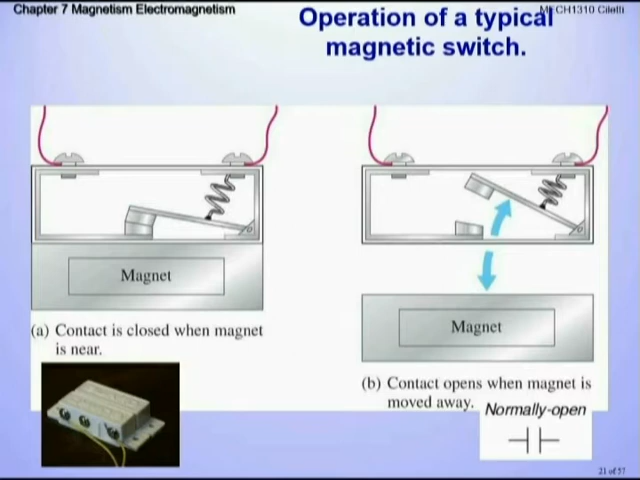 Chapter 7 Magnetism Electromagnetism
MECH1310 Ciletti
Operation of a typical
magnetic switch.
Magnet
(a) Contact is closed when magnet
is near.
Magnet
(b) Contact opens when magnet is
moved away.
Normally-open
21 of 57